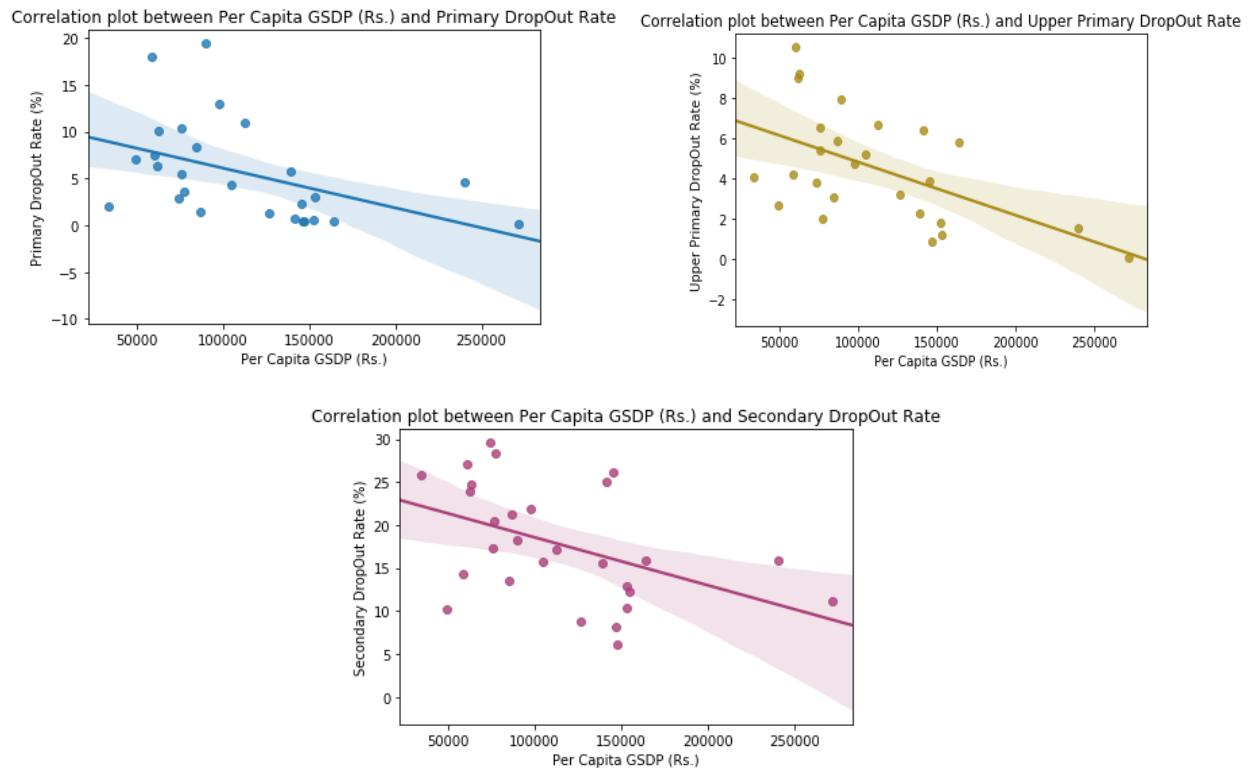 Correlation plot between Per Capita GSDP (Rs.) and Primary DropOut Rate
20
15
10
5
0
−5
−10
Primary DropOut Rate (%)
50000 100000 150000 200000 250000
Per Capita GSDP (Rs.)
Correlation plot between Per Capita GSDP (Rs.) and Upper Primary DropOut Rate
10
8
6
4
2
0
−2
Upper Primary DropOut Rate (%)
50000 100000 150000 200000 250000
Per Capita GSDP (Rs.)
Correlation plot between Per Capita GSDP (Rs.) and Secondary DropOut Rate
30
25
20
15
10
5
0
Secondary DropOut Rate (%)
50000 100000 150000 200000 250000
Per Capita GSDP (Rs.)